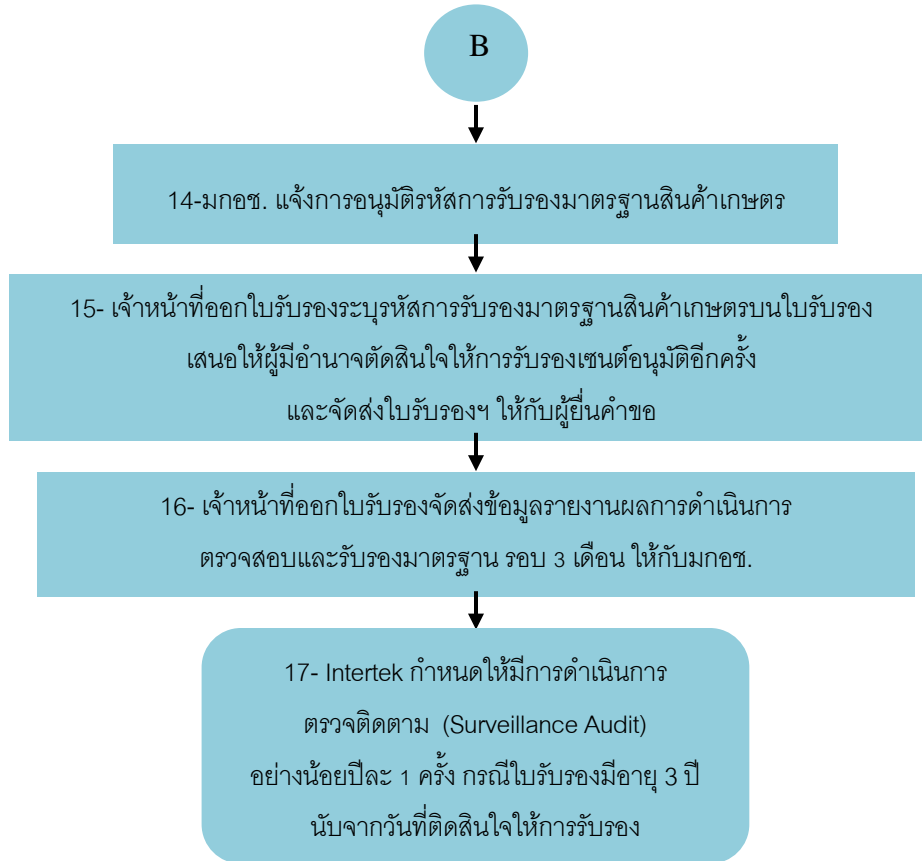 B
14-มกอช. แจ้งการอนุมัติรหัสการรับรองมาตรฐานสินค้าเกษตร
15- เจ้าหน้าที่ออกใบรับรองระบุรหัสการรับรองมาตรฐานสินค้าเกษตรบนใบรับรอง
เสนอให้ผู้มีอำนาจตัดสินใจให้การรับรองเซนต์อนุมัติอีกครั้ง
และจัดส่งใบรับรองฯ ให้กับผู้ยื่นคำขอ
16- เจ้าหน้าที่ออกใบรับรองจัดส่งข้อมูลรายงานผลการดำเนินการ
ตรวจสอบและรับรองมาตรฐาน รอบ 3 เดือน ให้กับมกอช.
17- Intertek กำหนดให้มีการดำเนินการ
ตรวจติดตาม (Surveillance Audit)
อย่างน้อยปีละ 1 ครั้ง กรณีใบรับรองมีอายุ 3 ปี
นับจากวันที่ติดสินใจให้การรับรอง